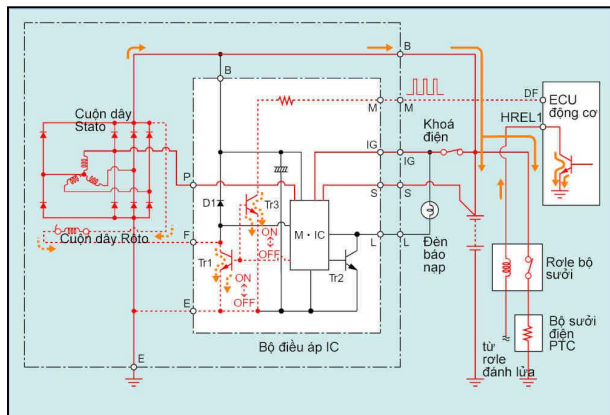 B
B
ECU
động cơ
DF
HREL1
M
M
Cuộn dây
Stato
Khoá
điện
IG
IG
P
S
S
D1
Tr3
M · IC
ON
OFF
L
L
Đèn
báo
nạp
Cuộn dây Rôto
F
Tr1
ON
OFF
Tr2
Rơle bộ
sưởi
E
Bộ điều áp IC
E
từ
rơle
đánh lửa
Bộ sưởi
điện
PTC